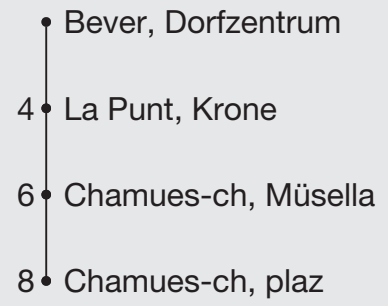 Bever, Dorfzentrum
4 La Punt, Krone
6 Chamues-ch, Müsella
8 Chamues-ch, plaz